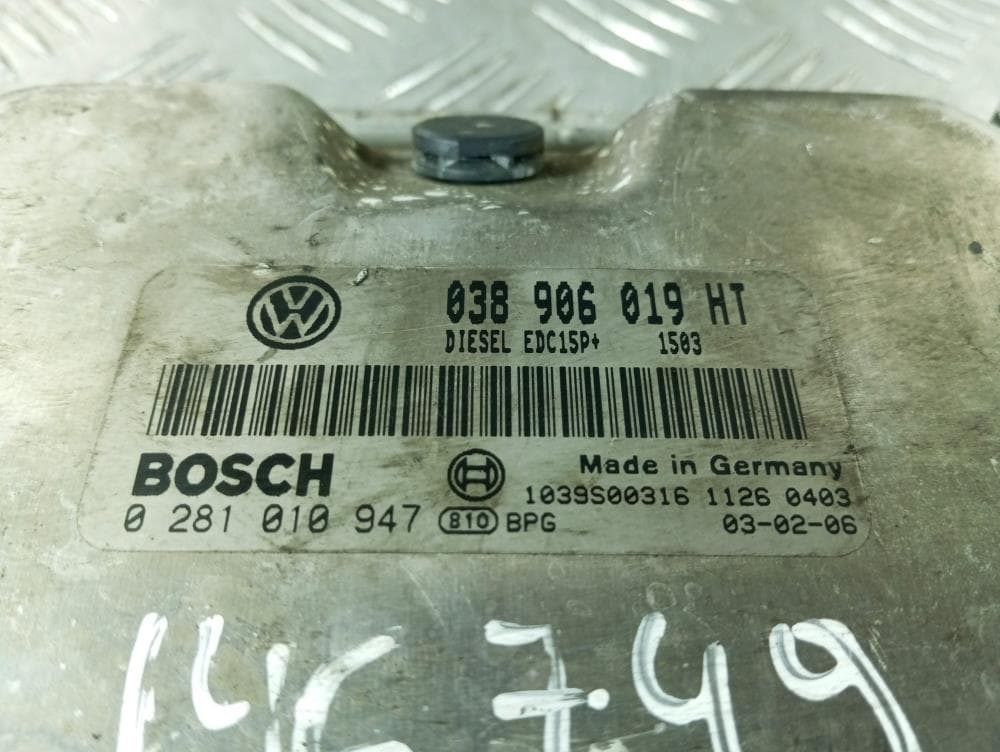 038 906 019 HT
DIESEL EDC15P+ 1503
BOSCH
Made in Germany
1039S00316 1126 0403
0 281 010 947 810 BPG 03-02-06